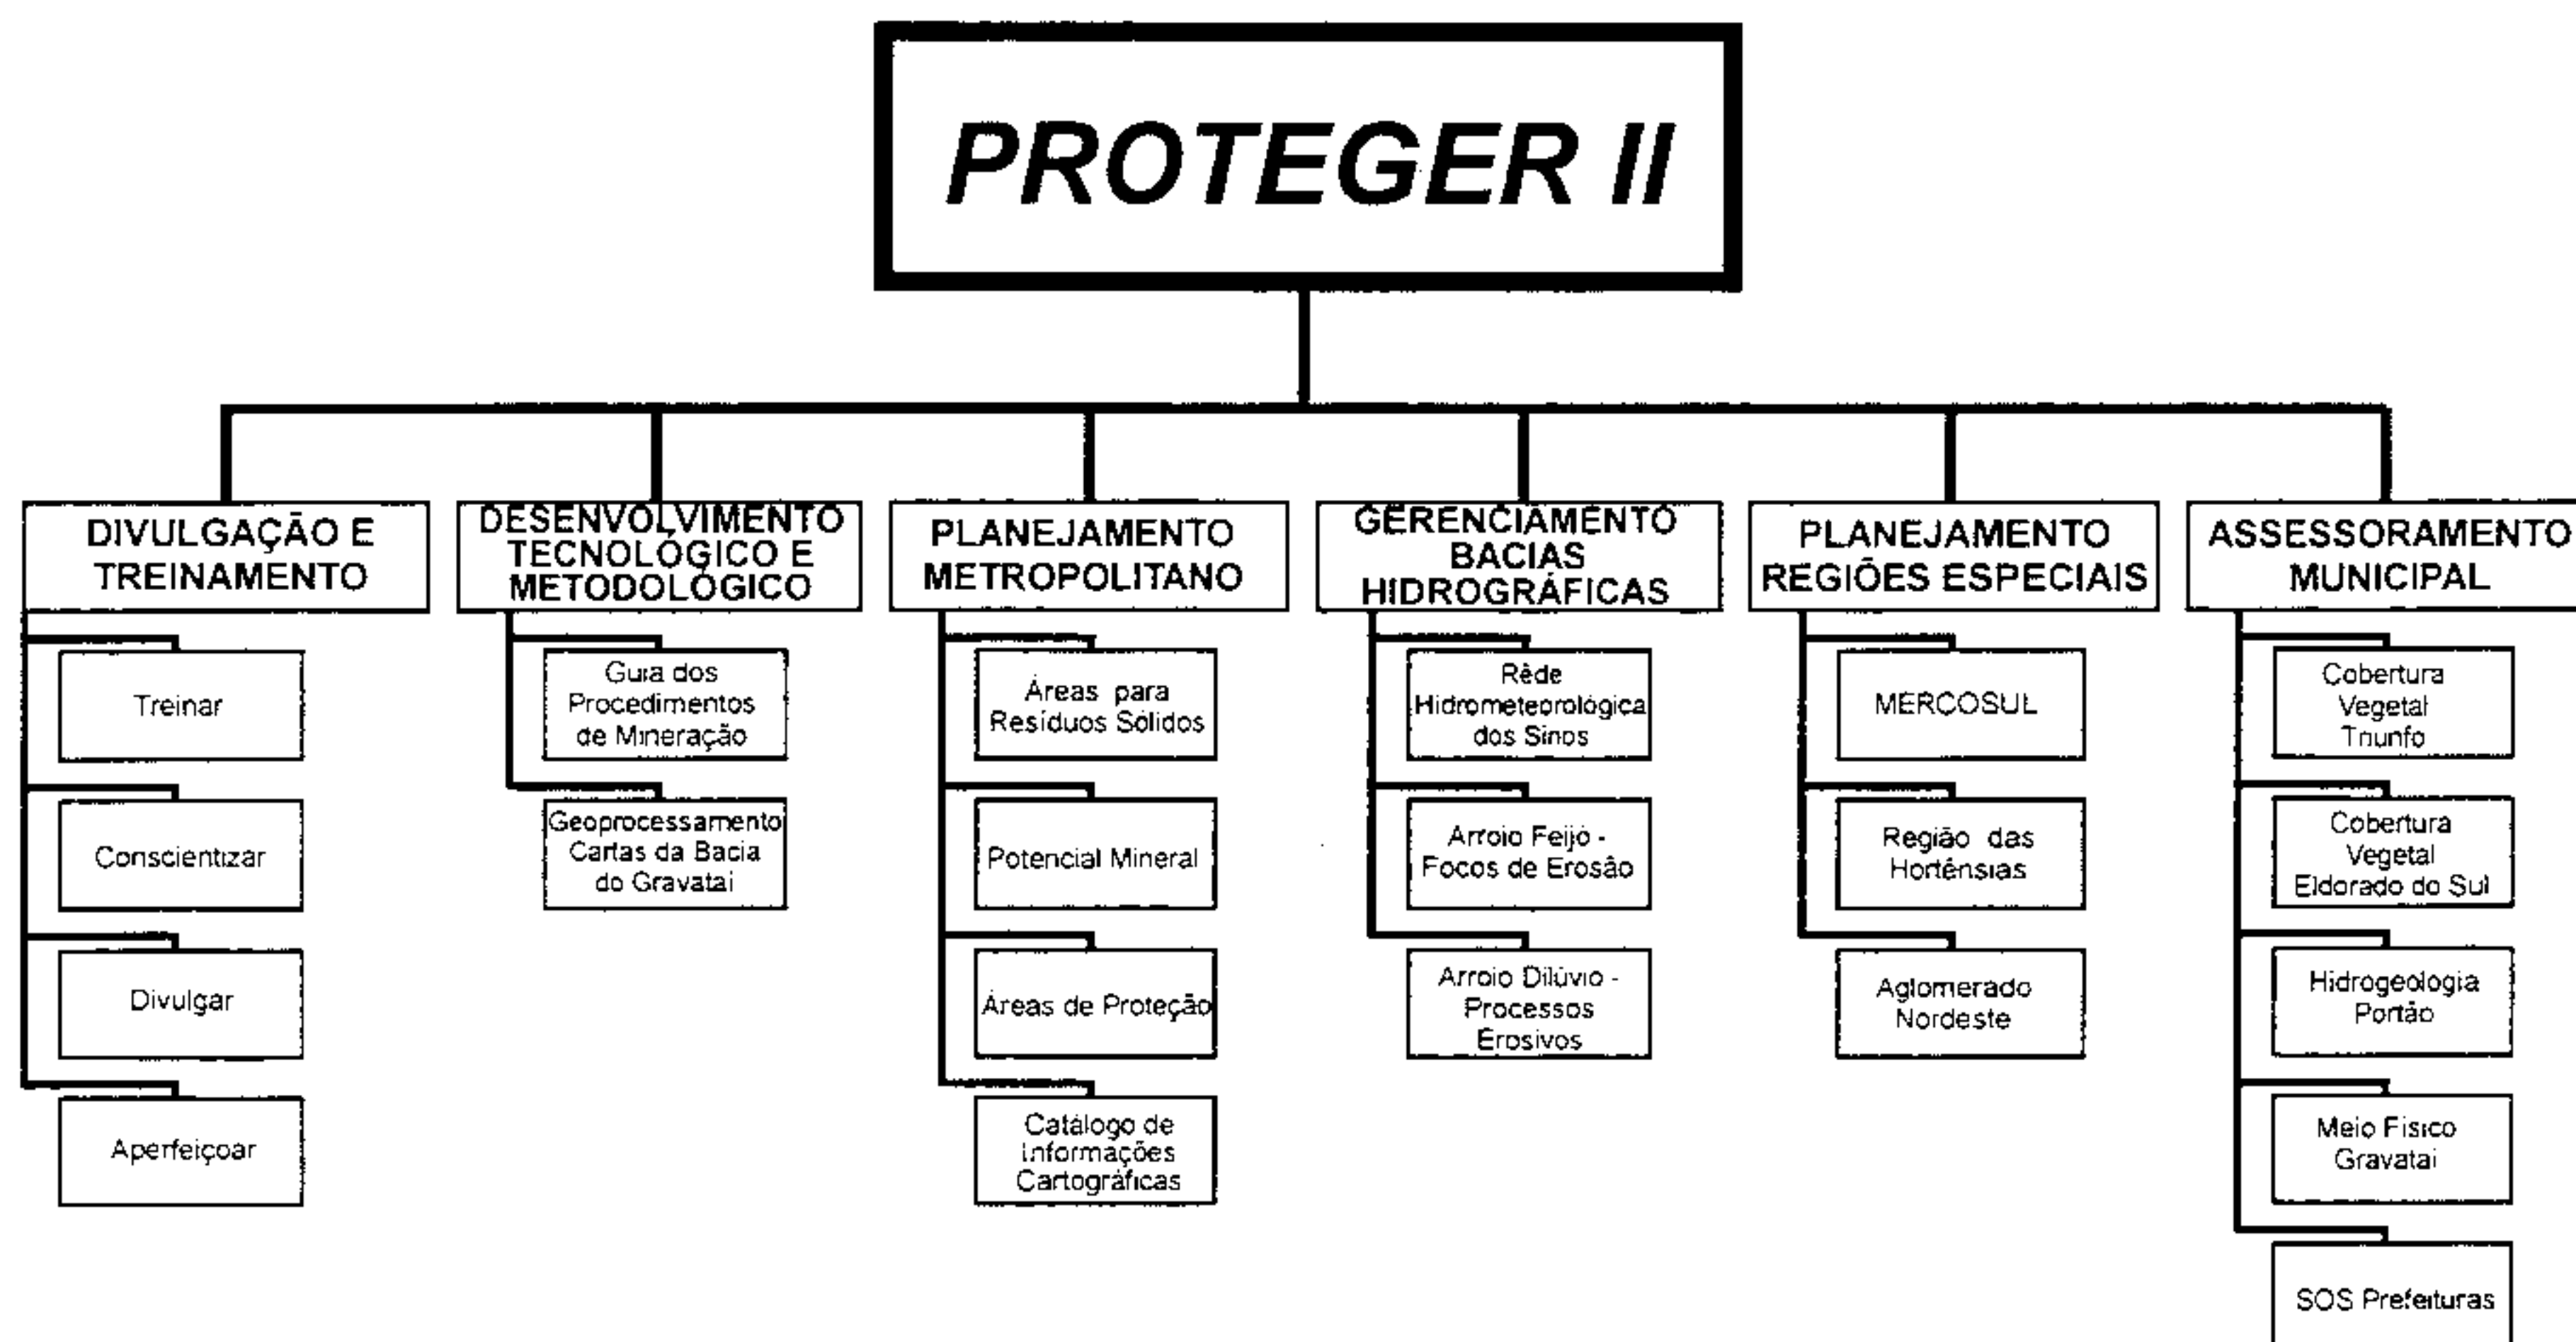 PROTEGER II
DIVULGAÇÃO E
TREINAMENTO
Treinar
Conscientizar
Divulgar
Aperfeiçoar
DESENVOLVIMENTO
TECNOLÓGICO E
METODOLÓGICO
Guia dos
Procedimentos
de Mineração
Geoprocessamento
Cartas da Bacia
do Gravatai
PLANEJAMENTO
METROPOLITANO
Áreas para
Resíduos Sólidos
Potencial Mineral
Áreas de Proteção
Catálogo de
Informações
Cartográficas
GERENCIAMENTO
BACIAS
HIDROGRÁFICAS
Rêde
Hidrometeorológica
dos Sinos
Arroio Feijó -
Focos de Erosão
Arroio Dilúvio -
Processos
Erosivos
PLANEJAMENTO
REGIÕES ESPECIAIS
MERCOSUL
Região das
Hortênsias
Aglomerado
Nordeste
ASSESSORAMENTO
MUNICIPAL
Cobertura
Vegetal
Triunfo
Cobertura
Vegetal
Eldorado do Sul
Hidrogeologia
Portão
Meio Fisico
Gravatai
SOS Prefeituras